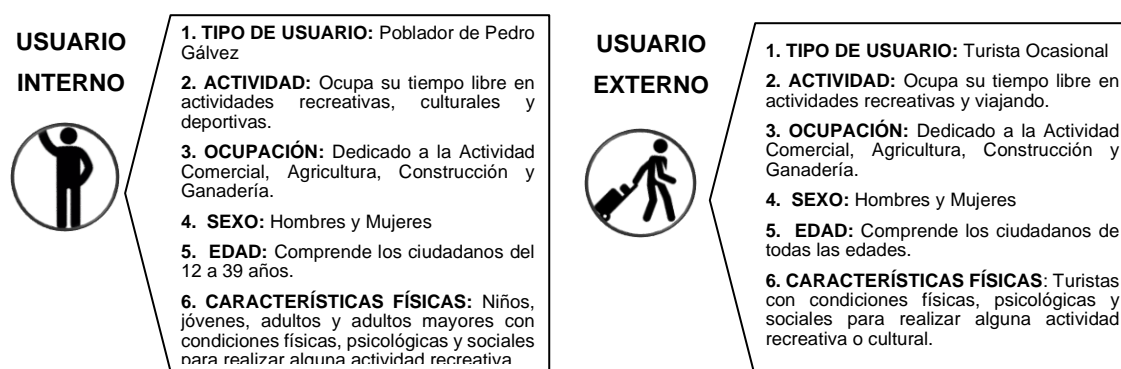 USUARIO
INTERNO
1. TIPO DE USUARIO: Poblador de Pedro
Gálvez
2. ACTIVIDAD: Ocupa su tiempo libre en
actividades recreativas, culturales y
deportivas.
3. OCUPACIÓN: Dedicado a la Actividad
Comercial, Agricultura, Construcción y
Ganadería.
4. SEXO: Hombres y Mujeres
5. EDAD: Comprende los ciudadanos del
12 a 39 años.
6. CARACTERÍSTICAS FÍSICAS: Niños,
jóvenes, adultos y adultos mayores con
condiciones físicas, psicológicas y sociales
para realizar alguna actividad recreativa
USUARIO
EXTERNO
1. TIPO DE USUARIO: Turista Ocasional
2. ACTIVIDAD: Ocupa su tiempo libre en
actividades recreativas y viajando.
3. OCUPACIÓN: Dedicado a la Actividad
Comercial, Agricultura, Construcción y
Ganadería.
4. SEXO: Hombres y Mujeres
5. EDAD: Comprende los ciudadanos de
todas las edades.
6. CARACTERÍSTICAS FÍSICAS: Turistas
con condiciones físicas, psicológicas y
sociales para realizar alguna actividad
recreativa o cultural.